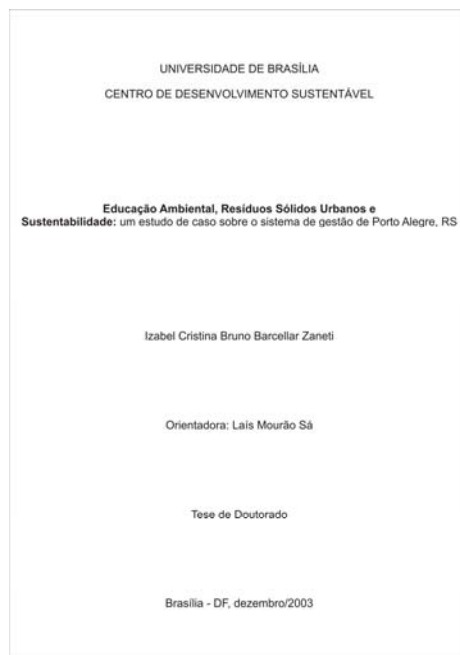 UNIVERSIDADE DE BRASÍLIA
CENTRO DE DESENVOLVIMENTO SUSTENTÁVEL
Educação Ambiental, Resíduos Sólidos Urbanos e
Sustentabilidade: um estudo de caso sobre o sistema de gestão de Porto Alegre, RS
Izabel Cristina Bruno Barcellar Zaneti
Orientadora: Laís Mourão Sá
Tese de Doutorado
Brasília - DF, dezembro/2003